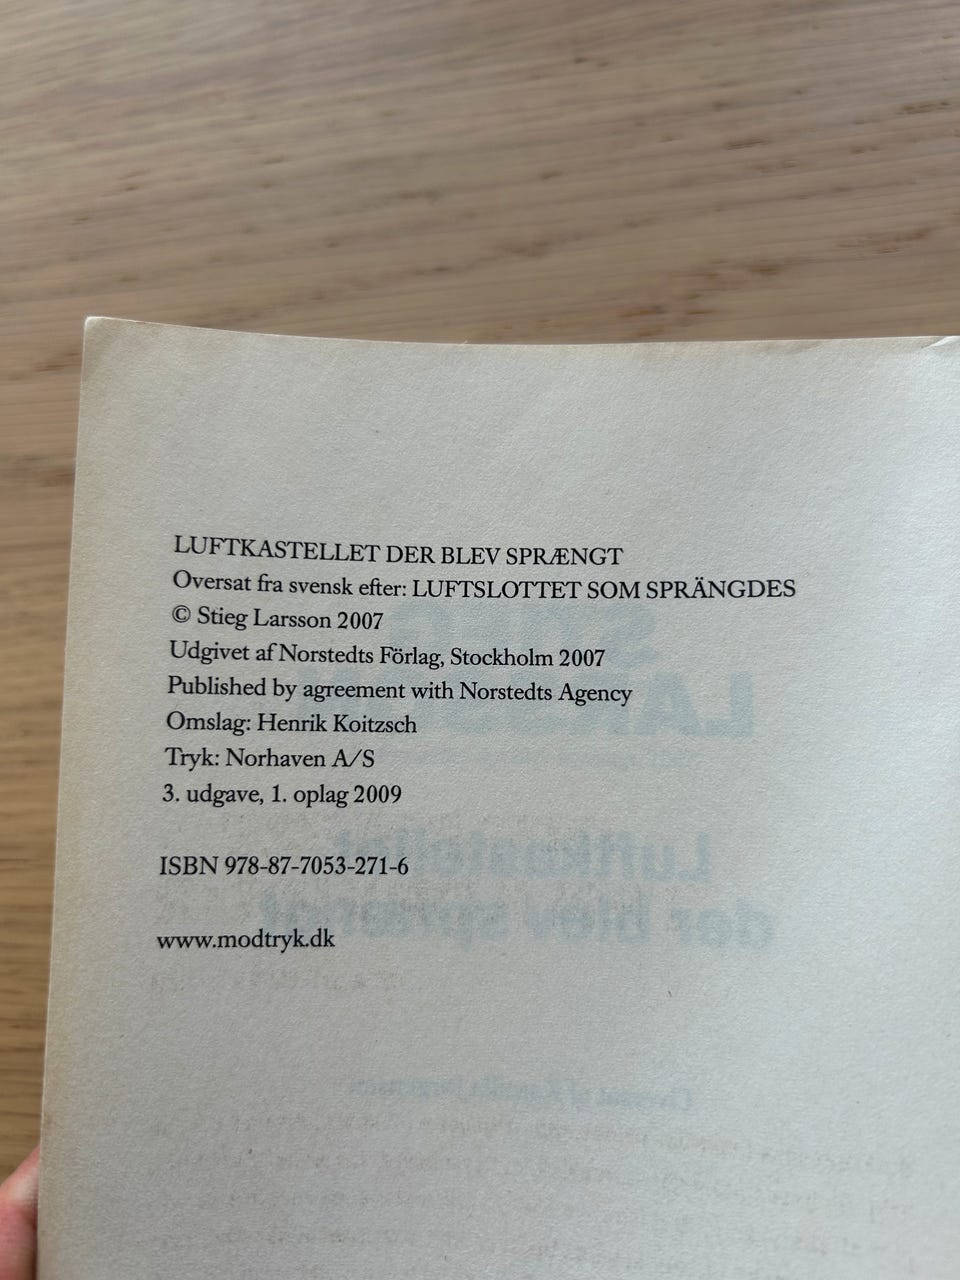 LUFTKASTELLET DER BLEV SPRÆNGT
Oversat fra svensk efter: LUFTSLOTTET SOM SPRÄNGDES
© Stieg Larsson 2007
Udgivet af Norstedts Förlag, Stockholm 2007
Published by agreement with Norstedts Agency
Omslag: Henrik Koitzsch
Tryk: Norhaven A/S
3. udgave, 1. oplag 2009
ISBN 978-87-7053-271-6
www.modtryk.dk